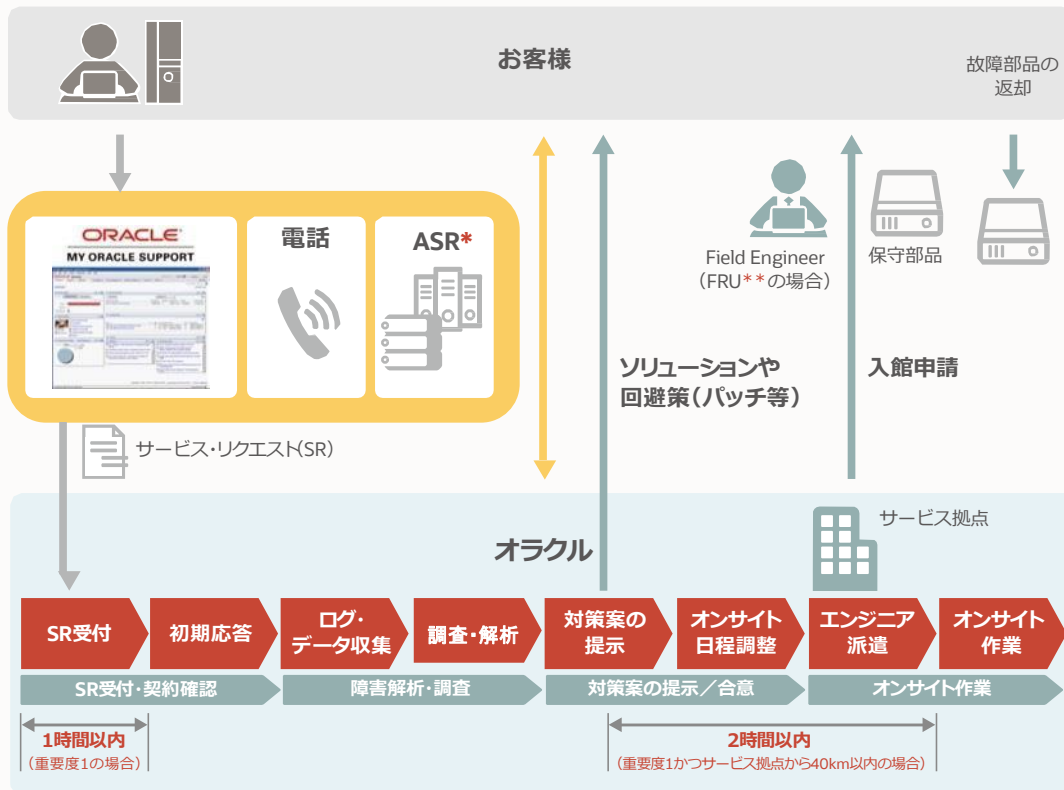 お客様
故障部品の
返却
ORACLE
MY ORACLE SUPPORT
電話
ASR*
Field Engineer
(FRU**の場合)
保守部品
ソリューションや
回避策(パッチ等)
入館申請
サービス・リクエスト(SR)
サービス拠点
オラクル
SR受付
初期応答
ログ・
データ収集
調査・解析
対策案の
提示
オンサイト
日程調整
エンジニア
派遣
オンサイト
作業
SR受付・契約確認
障害解析・調査
対策案の提示／合意
オンサイト作業
1時間以内
(重要度1の場合)
2時間以内
(重要度1かつサービス拠点から40km以内の場合)